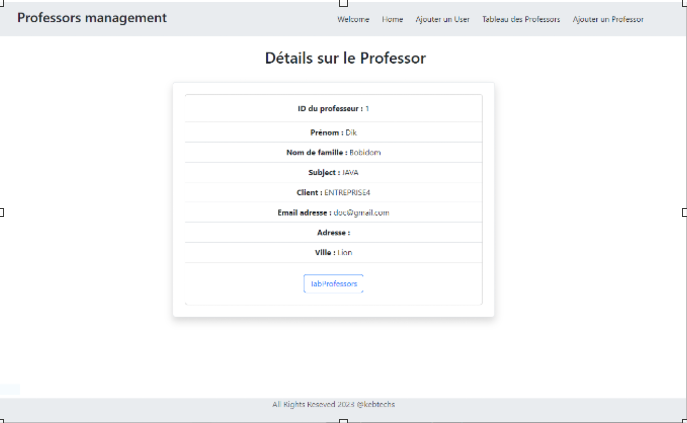 Professors management
Welcome Home Ajouter un User Tableau des Professors Ajouter un Professor
Détails sur le Professor
ID du professeur : 1
Prénom : Dik
Nom de famille : Bobidom
Subject : JAVA
Client : ENTREPRISE4
Email adresse : doc@gmail.com
Adresse :
Ville : Lion
TabProfessors
All Rights Reseved 2023 @kebtechs